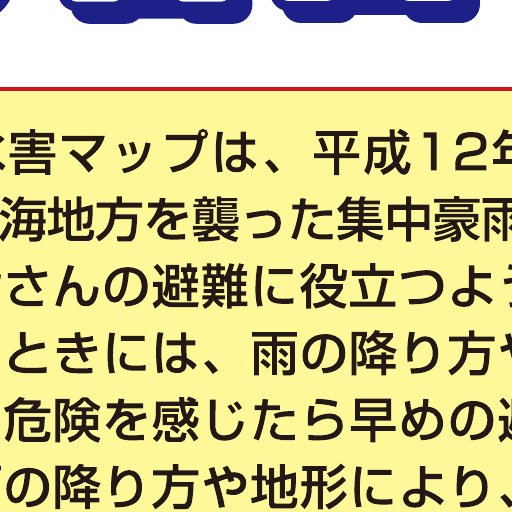 害マップは、平成12年
海地方を襲った集中豪雨
さんの避難に役立つよう
ときには、雨の降り方や
危険を感じたら早めの避
の降り方や地形により、